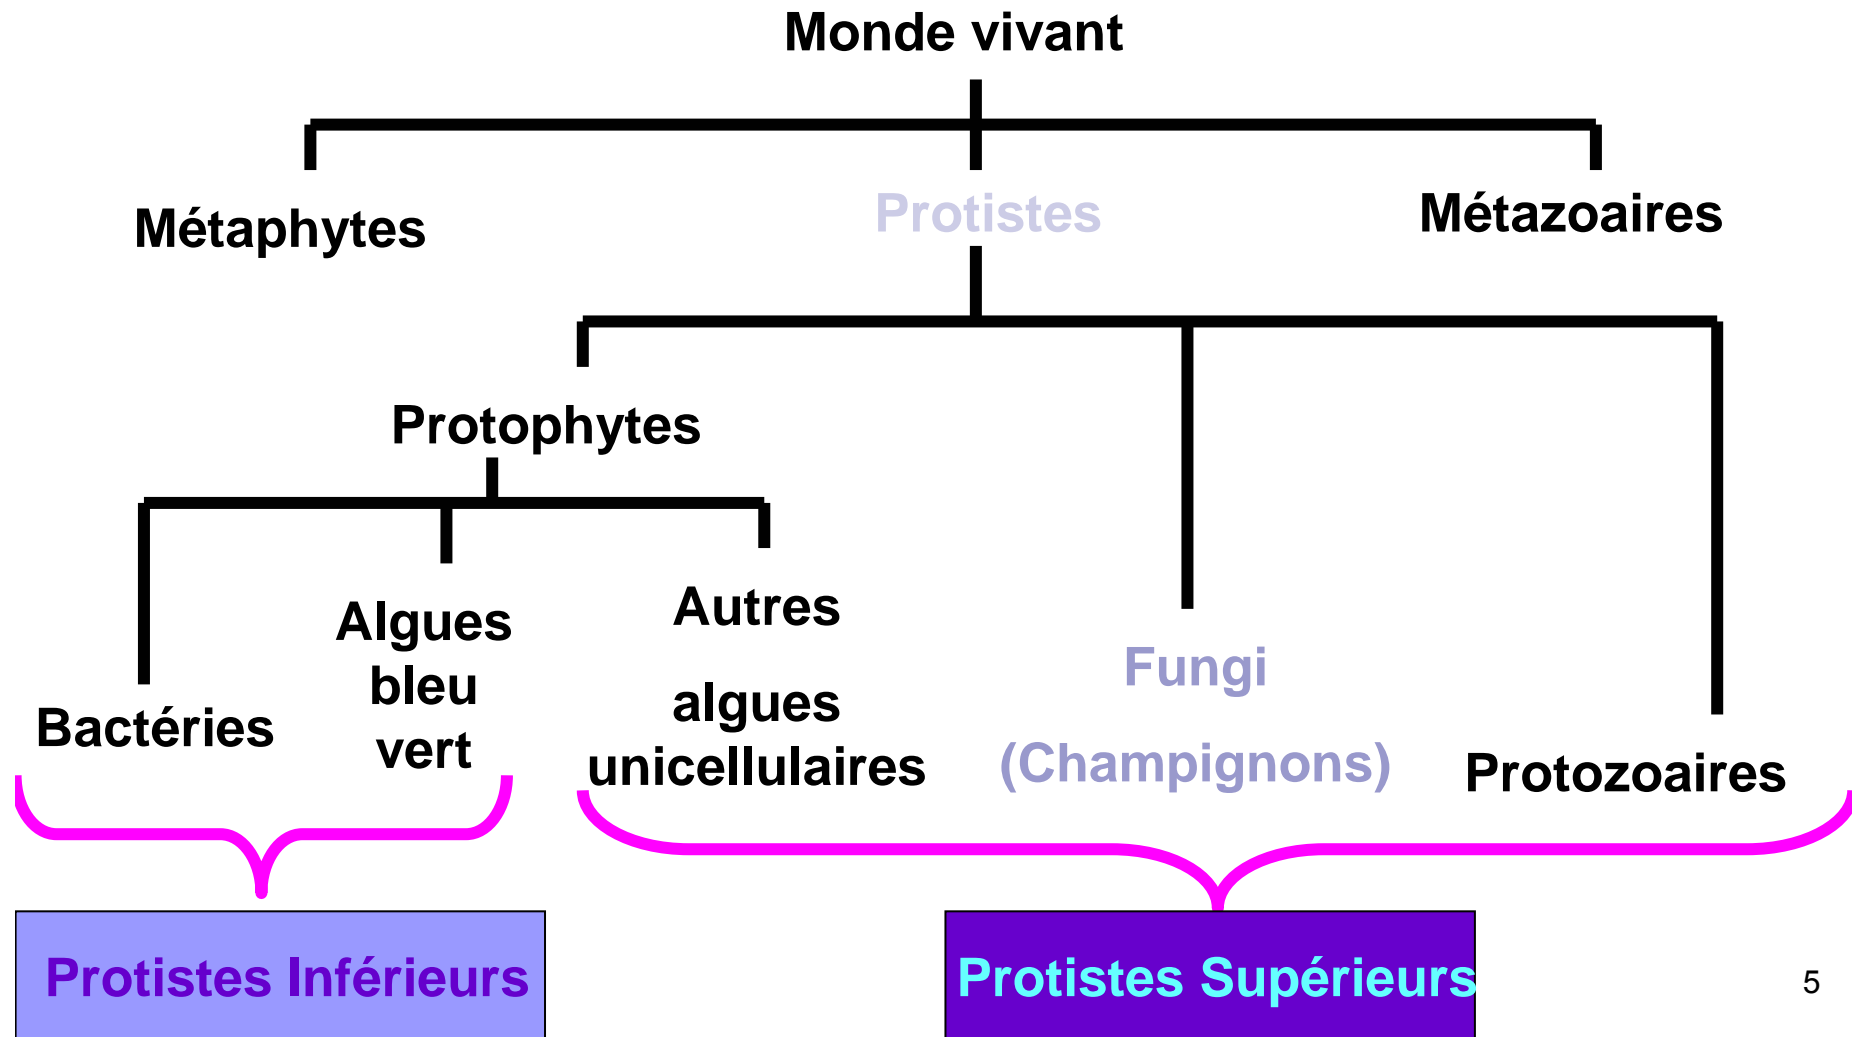 Monde vivant
Métaphytes
Protistes
Métazoaires
Protophytes
Bactéries
Algues
bleu
vert
Autres
algues
unicellulaires
Fungi
(Champignons)
Protozoaires
Protistes Inférieurs
Protistes Supérieurs
5